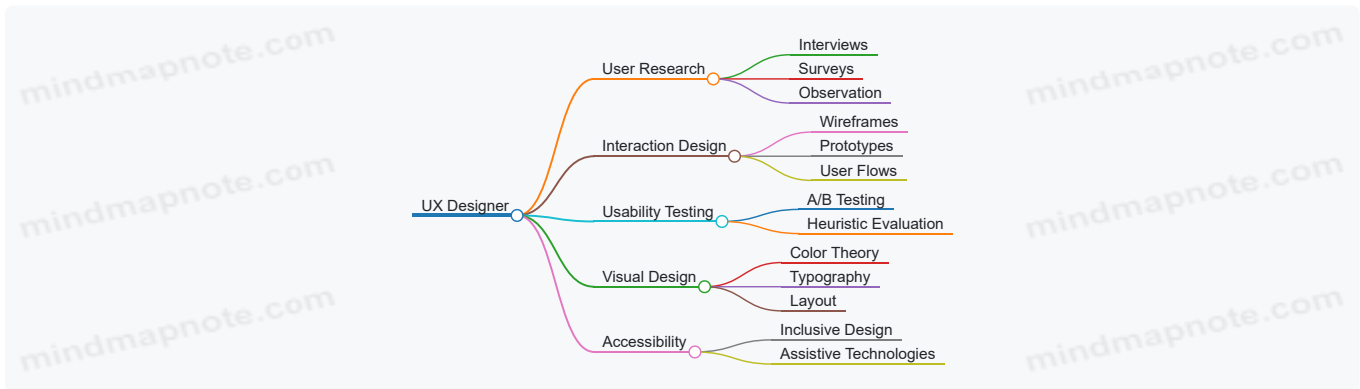 mindmapnote.com
mindmapnote.com
mindmapnote.com
UX Designer
User Research
Interviews
Surveys
Observation
Interaction Design
Wireframes
Prototypes
User Flows
Usability Testing
A/B Testing
Heuristic Evaluation
Visual Design
Color Theory
Typography
Layout
Accessibility
Inclusive Design
Assistive Technologies
mindmapnote.com
mindmapnote.com
mindmapnote.com